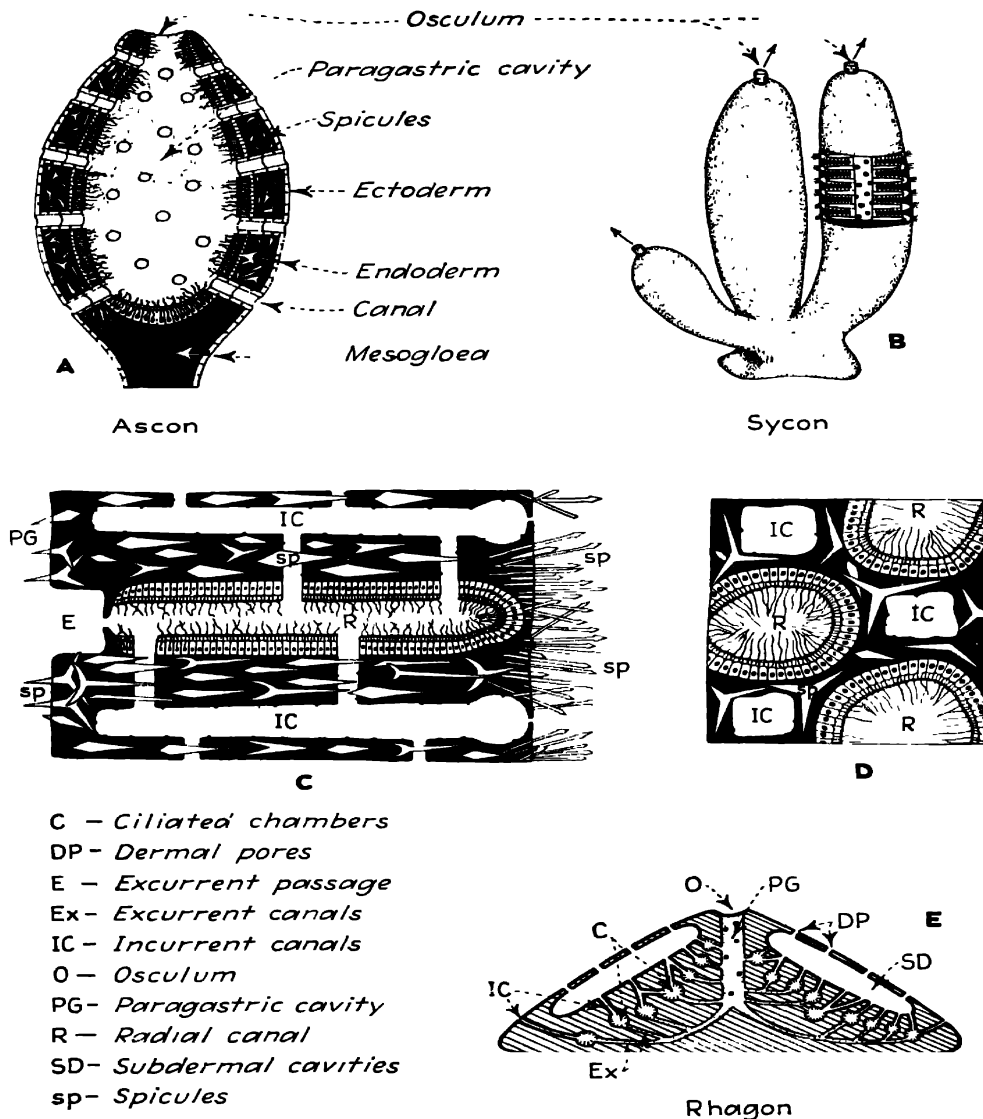 Osculum
Paragastric cavity
Spicules
Ectoderm
Endoderm
Canal
Mesogloea
A
B
Ascon
Sycon
IC
PG
sp
sp
E
R
sp
sp
IC
C
R
IC
R
IC
sp
IC
R
D
C – Ciliated chambers
DP – Dermal pores
E – Excurrent passage
Ex – Excurrent canals
IC – Incurrent canals
O – Osculum
PG – Paragastric cavity
R – Radial canal
SD – Subdermal cavities
sp – Spicules
O
PG
DP
E
C
SD
IC
Ex
Rhagon